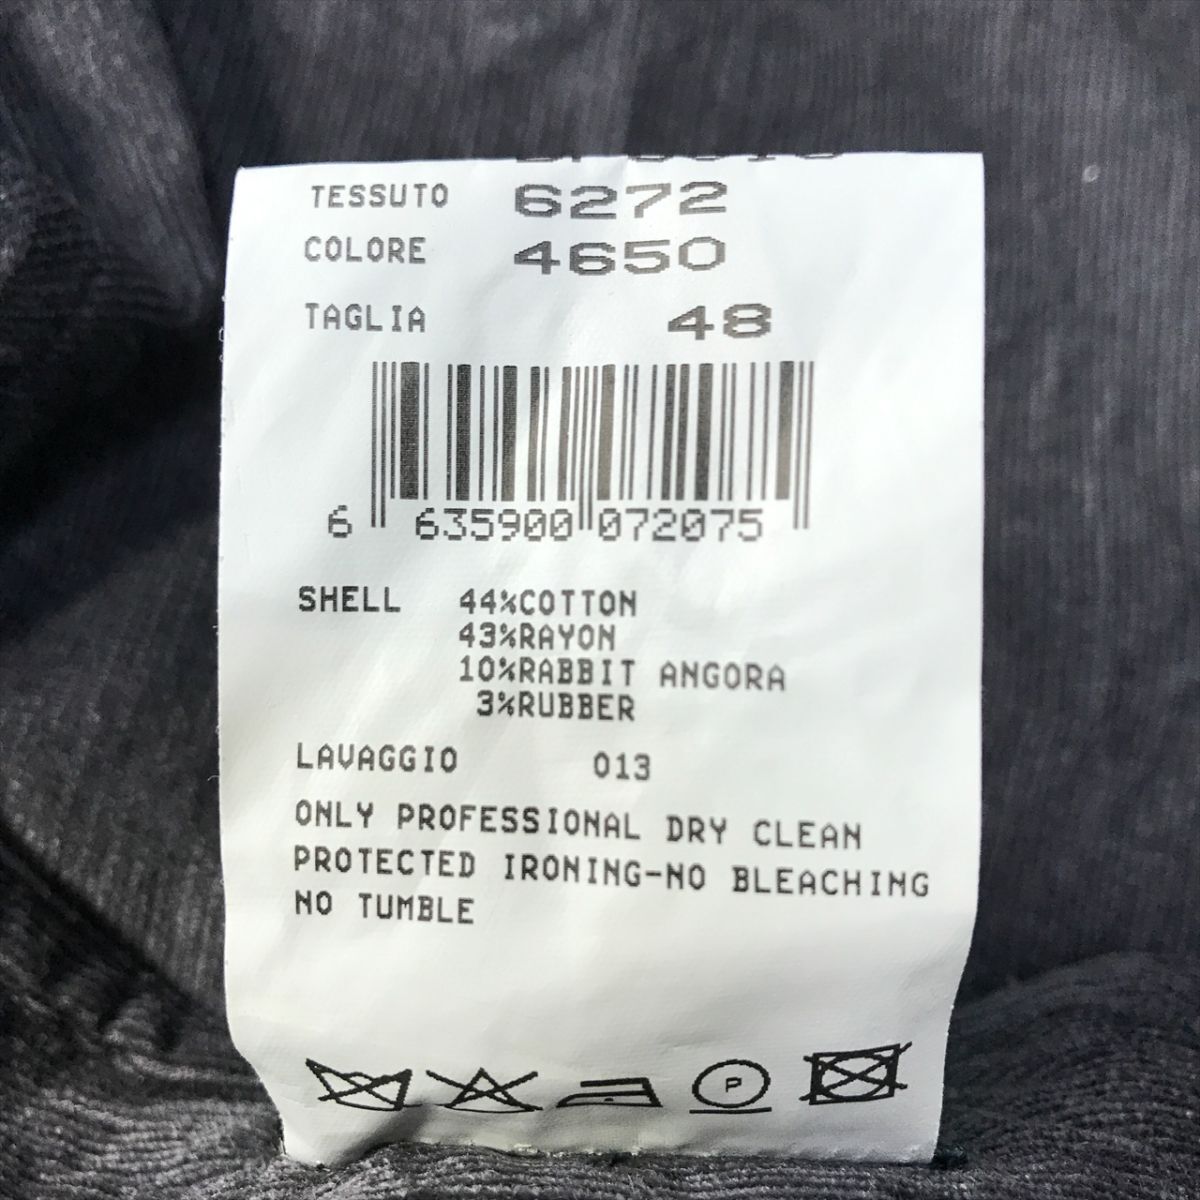 TESSUTO 6272
COLORE 4650
TAGLIA 48
6 635900 072075
SHELL 44%COTTON
43%RAYON
10%RABBIT ANGORA
3%RUBBER
LAVAGGIO 013
ONLY PROFESSIONAL DRY CLEAN
PROTECTED IRONING-NO BLEACHING
NO TUMBLE
P